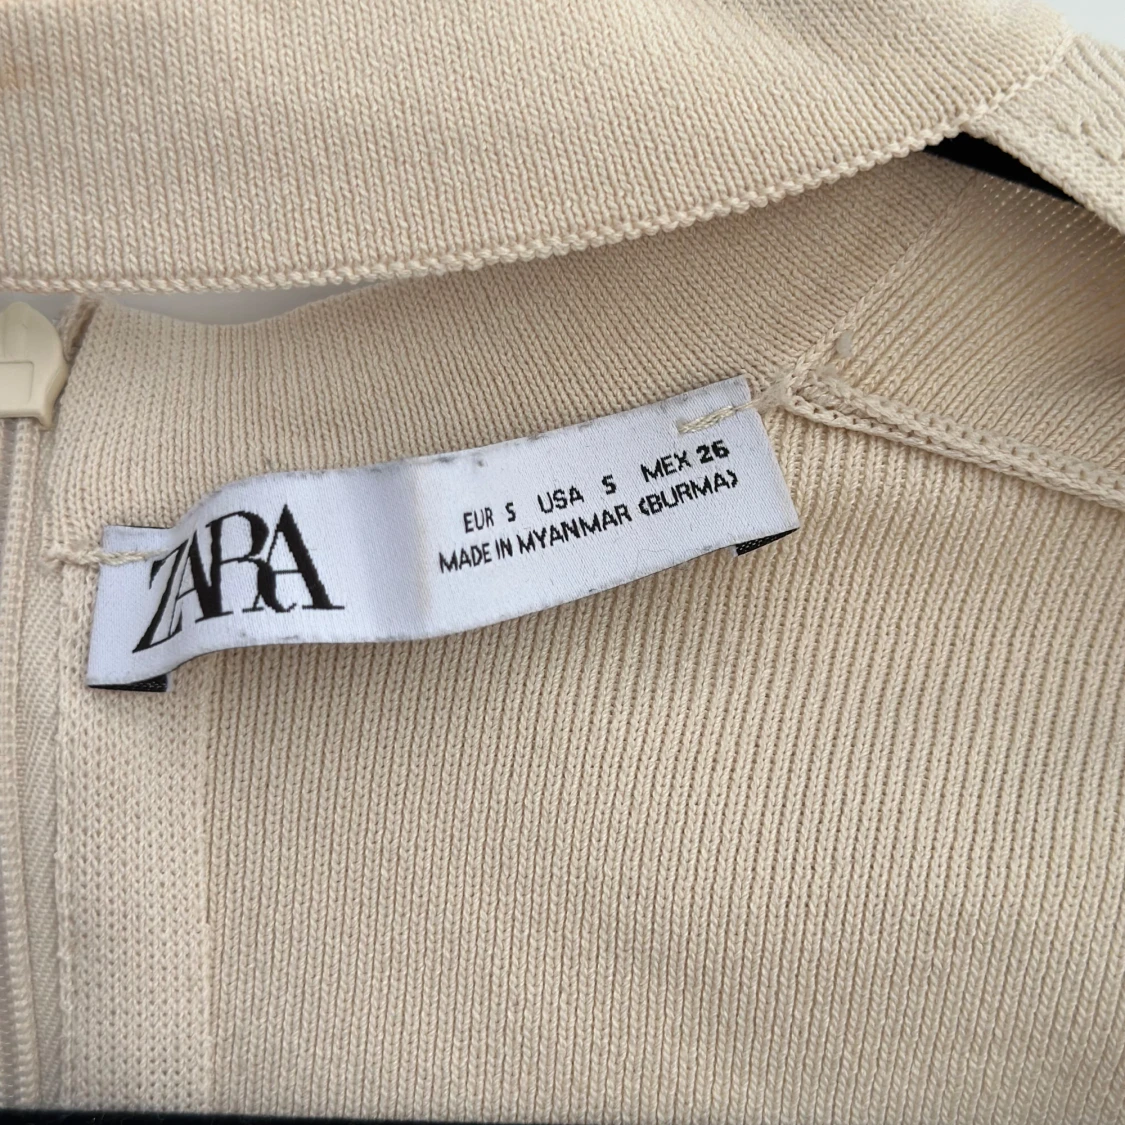 ZARA
EUR S USA S MEX 26
MADE IN MYANMAR (BURMA)